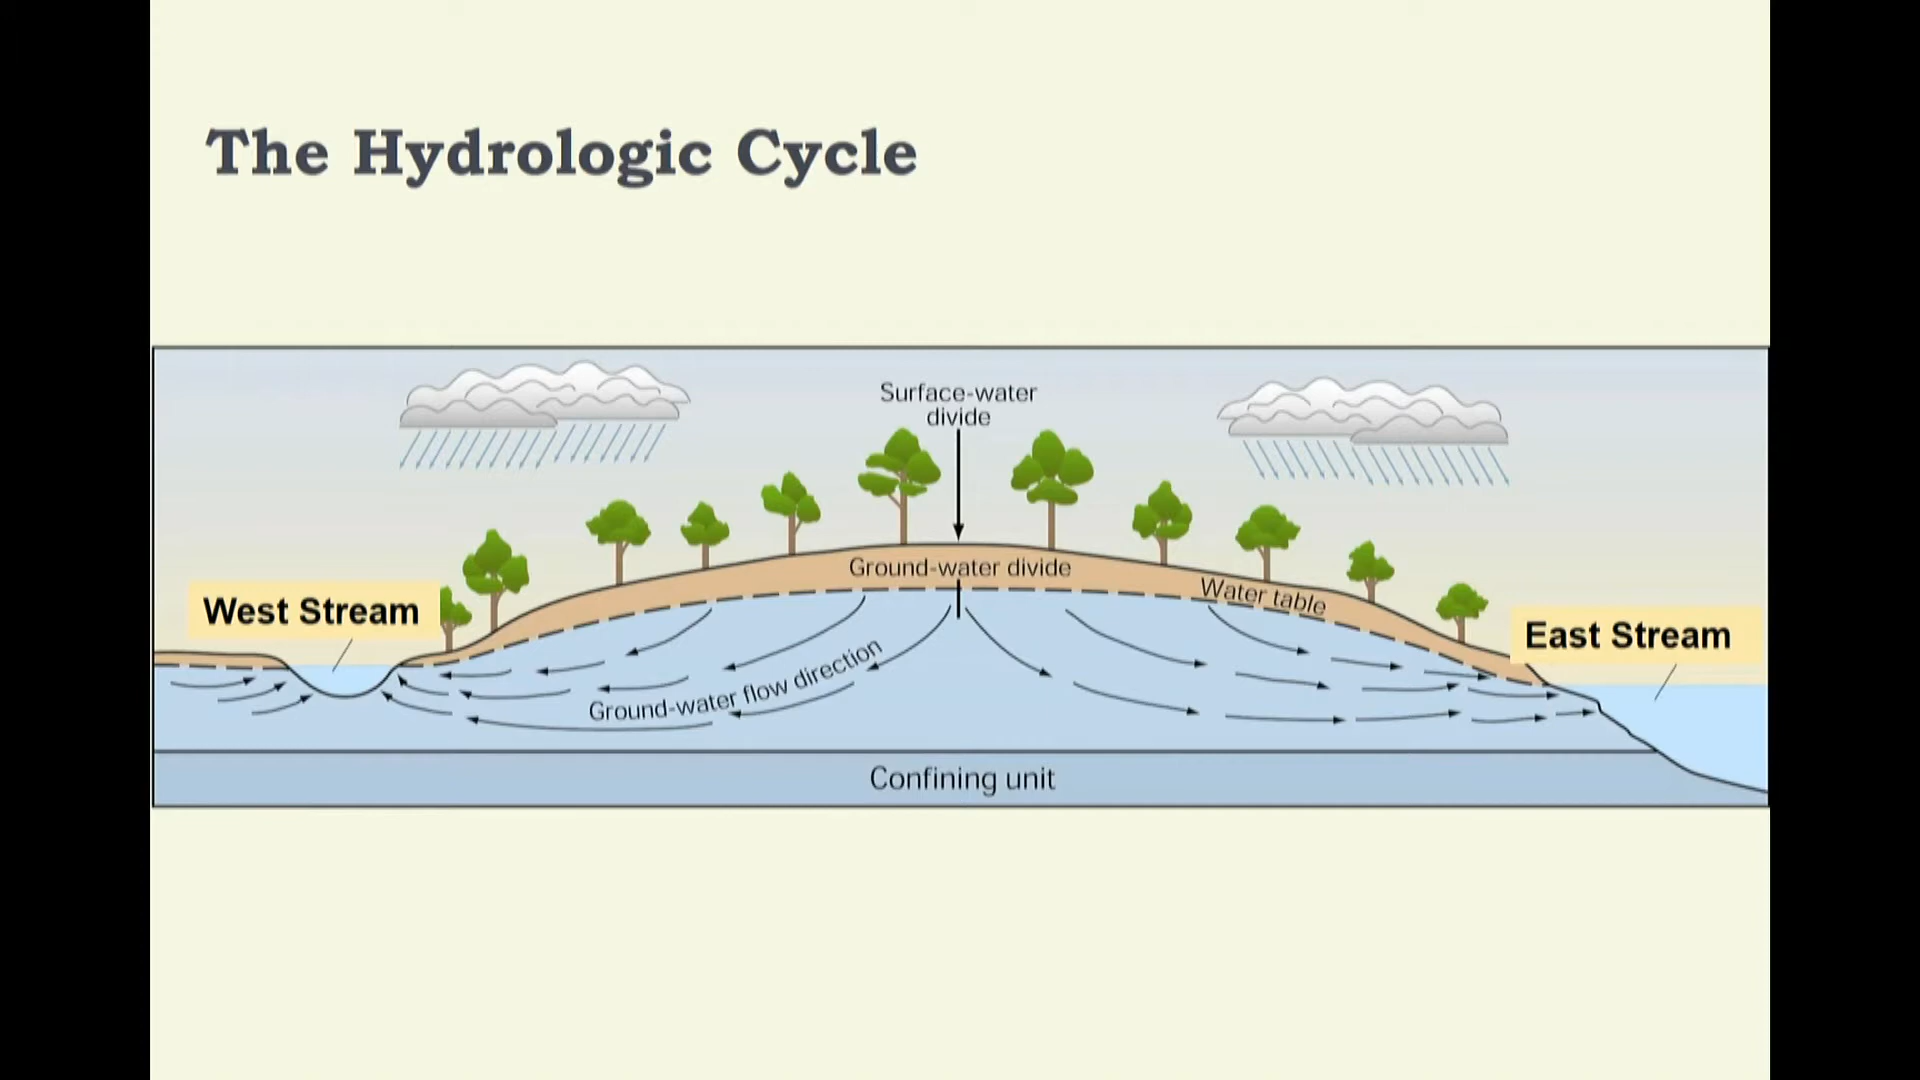 The Hydrologic Cycle
Surface-water
divide
Ground-water divide
Water table
West Stream
East Stream
Ground-water flow direction
Confining unit